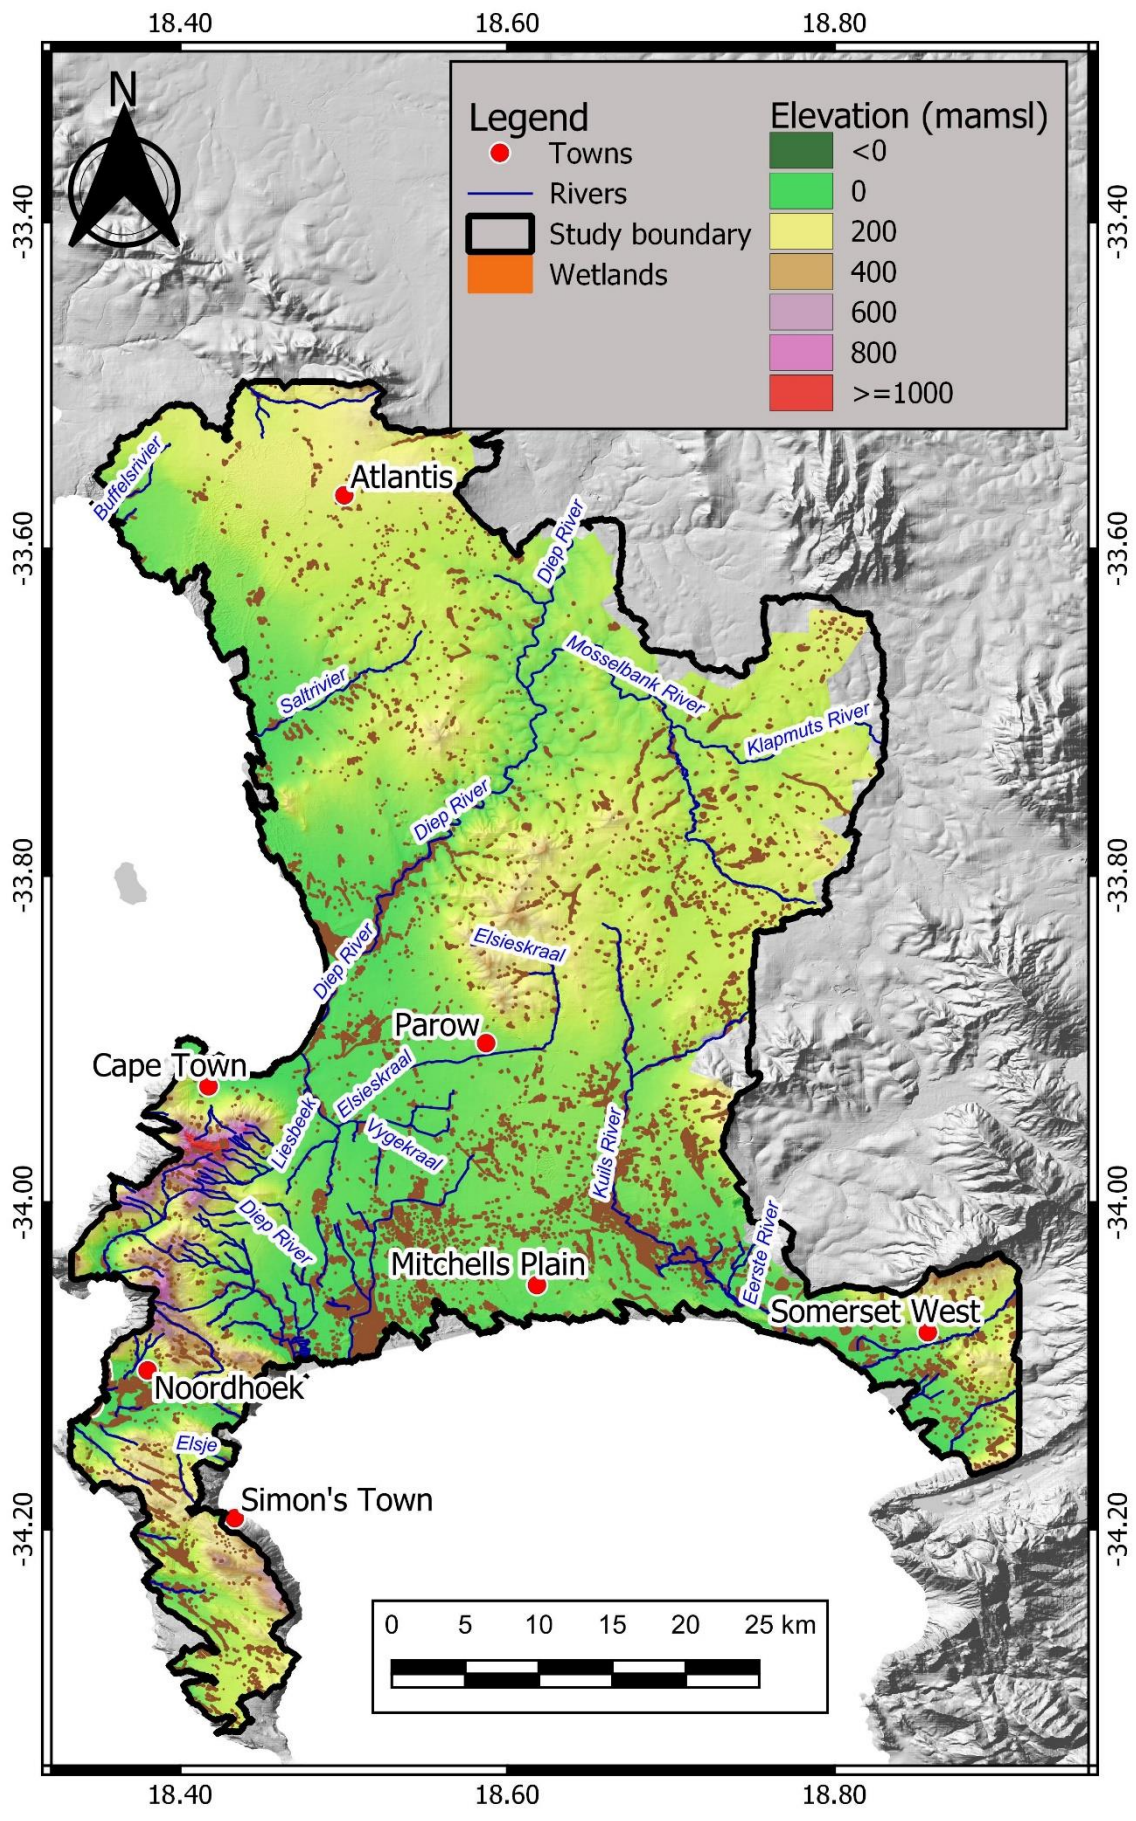 18.40 18.60 18.80
N
Legend
Towns
Rivers
Study boundary
Wetlands
Elevation (mamsl)
<0
0
200
400
600
800
>=1000
-33.40 -33.40
Buffelsrivier
Atlantis
-33.60 -33.60
Diep River
Mosselbank River
Saltrivier
Klapmuts River
Diep River
-33.80 -33.80
Elsieskraal
Diep River
Parow
Cape Town
Elsieskraal
Liesbeek
Vygekraal
Kuils River
-34.00 -34.00
Diep River
Eerste River
Mitchells Plain
Somerset West
Noordhoek
Elsje
Simon's Town
-34.20 -34.20
0 5 10 15 20 25 km
18.40 18.60 18.80